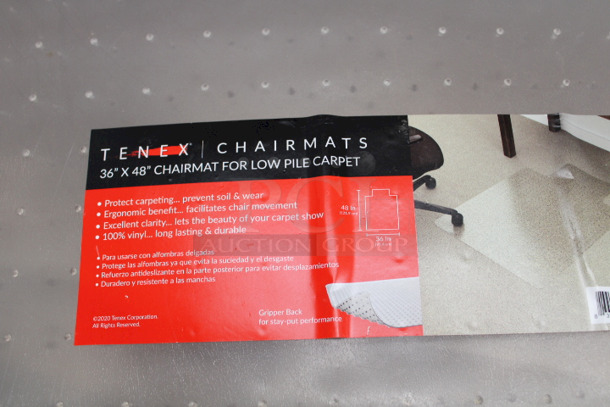 TENEX | CHAIRMATS
36" X 48" CHAIRMAT FOR LOW PILE CARPET
• Protect carpeting... prevent soil & wear
• Ergonomic benefit... facilitates chair movement
• Excellent clarity... lets the beauty of your carpet show
• 100% vinyl... long lasting & durable
48 in
36 in
AUCTION GROUP
• Para usarse con alfombras delgadas
• Protege las alfombras ya que evita la suciedad y el desgaste
• Refuerzo antideslizante en la parte posterior para evitar desplazamientos
• Duradero y resistente a las manchas
©2020 Tenex Corporation.
All Rights Reserved.
Gripper Back
for stay-put performance